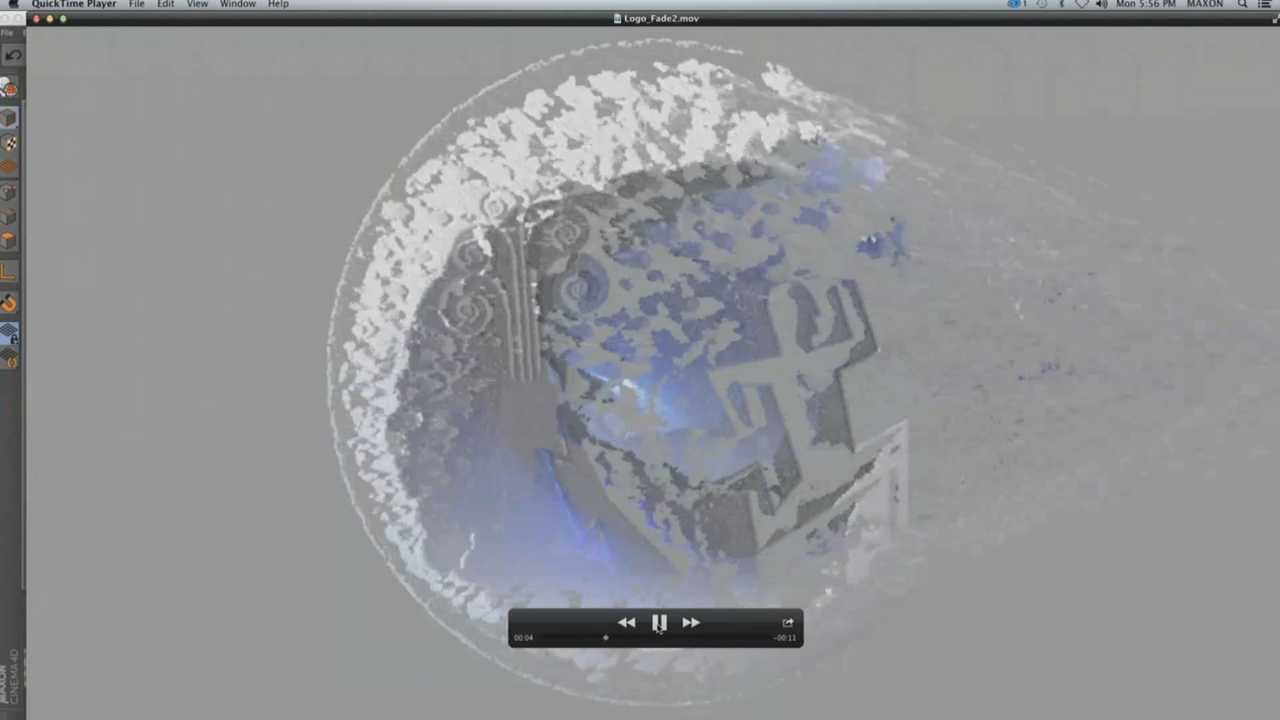 QuickTime Player File Edit View Window Help 1 Mon 5:56 PM MAXON
Logo_Fade2.mov
File
00:04 -00:11
MAXON
CINEMA 4D